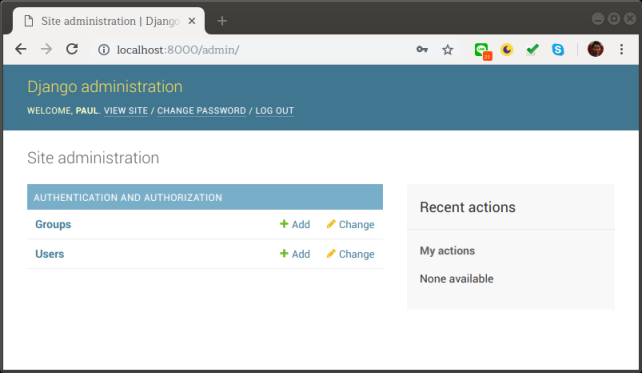 Site administration | Django
localhost:8000/admin/
Django administration
WELCOME, PAUL. VIEW SITE / CHANGE PASSWORD / LOG OUT
Site administration
AUTHENTICATION AND AUTHORIZATION
Groups
Add
Change
Users
Add
Change
Recent actions
My actions
None available